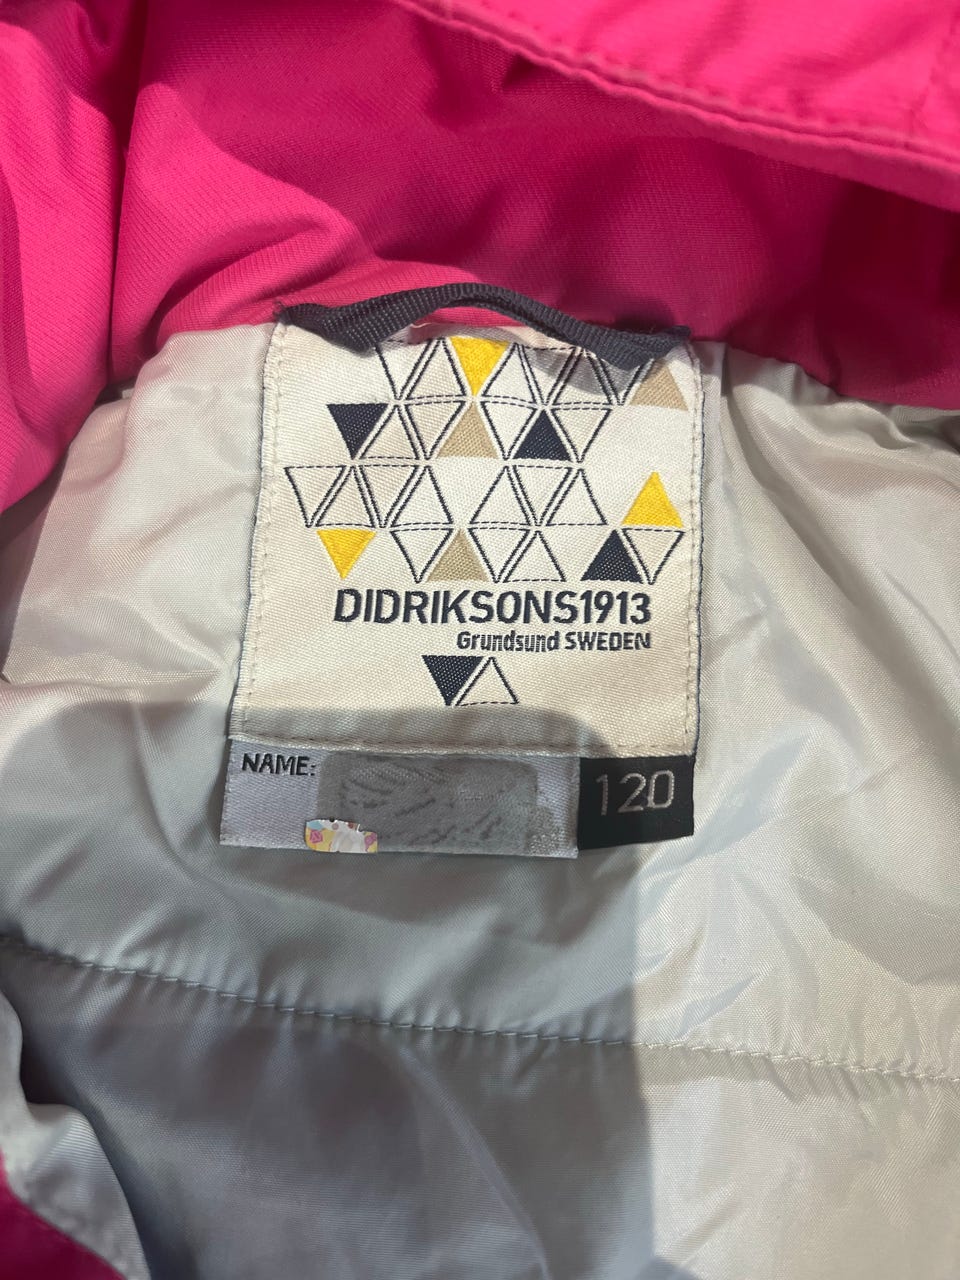 DIDRIKSONS1913
Grundsund SWEDEN
NAME:
120